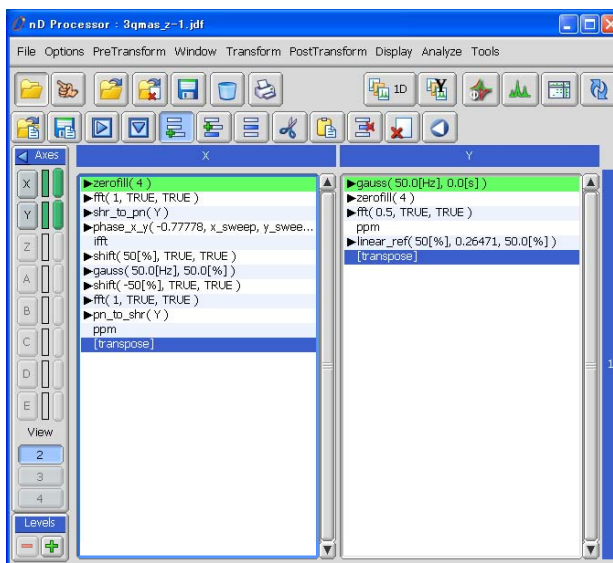 nD Processor : 3qmas_z-1.jdf
File Options PreTransform Window Transform PostTransform Display Analyze Tools
1D
Axes
X
Y
X
zerofill( 4 )
fft( 1, TRUE, TRUE )
shr_to_pn( Y )
phase_x_y( -0.77778, x_sweep, y_swee...
ifft
shift( 50[%], TRUE, TRUE )
gauss( 50.0[Hz], 50.0[%] )
shift( -50[%], TRUE, TRUE )
fft( 1, TRUE, TRUE )
pn_to_shr( Y )
ppm
[transpose]
gauss( 50.0[Hz], 0.0[s] )
zerofill( 4 )
fft( 0.5, TRUE, TRUE )
ppm
linear_ref( 50[%], 0.26471, 50.0[%] )
[transpose]
Y
Z
A
B
C
D
E
View
2
3
4
Levels
1